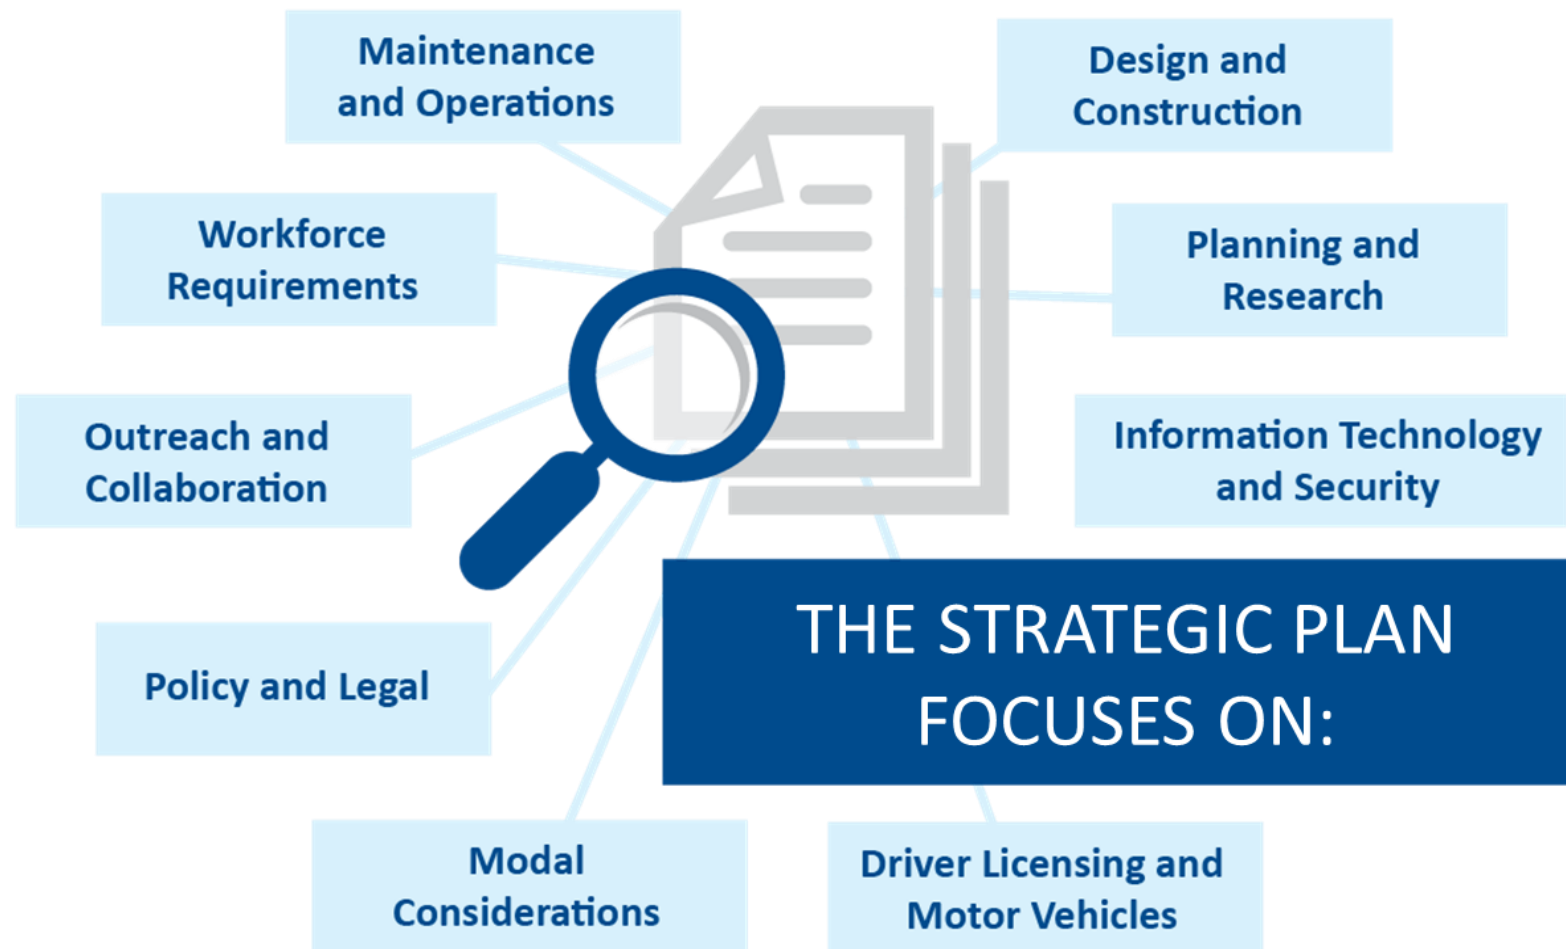 Maintenance
and Operations
Design and
Construction
Workforce
Requirements
Planning and
Research
Outreach and
Collaboration
Information Technology
and Security
THE STRATEGIC PLAN
FOCUSES ON:
Policy and Legal
Modal
Considerations
Driver Licensing and
Motor Vehicles